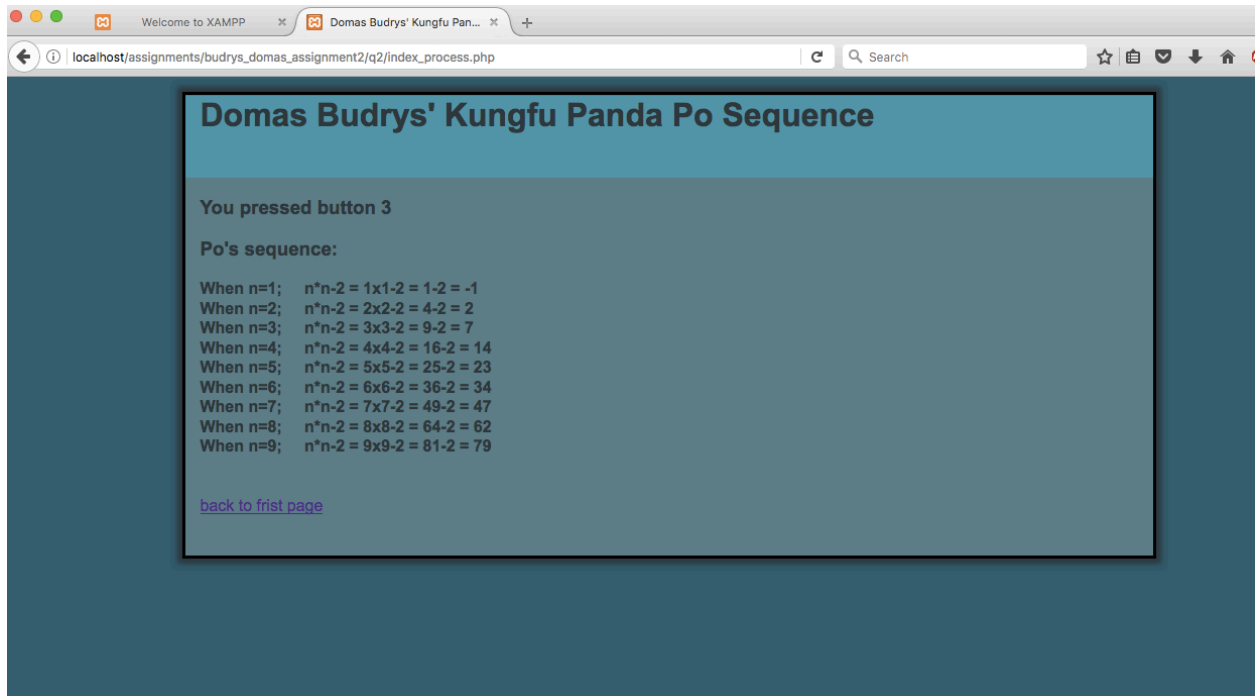 Welcome to XAMPP
Domas Budrys' Kungfu Pan...
localhost/assignments/budrys_domas_assignment2/q2/index_process.php
Search
Domas Budrys' Kungfu Panda Po Sequence
You pressed button 3
Po's sequence:
When n=1; n*n-2 = 1x1-2 = 1-2 = -1
When n=2; n*n-2 = 2x2-2 = 4-2 = 2
When n=3; n*n-2 = 3x3-2 = 9-2 = 7
When n=4; n*n-2 = 4x4-2 = 16-2 = 14
When n=5; n*n-2 = 5x5-2 = 25-2 = 23
When n=6; n*n-2 = 6x6-2 = 36-2 = 34
When n=7; n*n-2 = 7x7-2 = 49-2 = 47
When n=8; n*n-2 = 8x8-2 = 64-2 = 62
When n=9; n*n-2 = 9x9-2 = 81-2 = 79
back to frist page